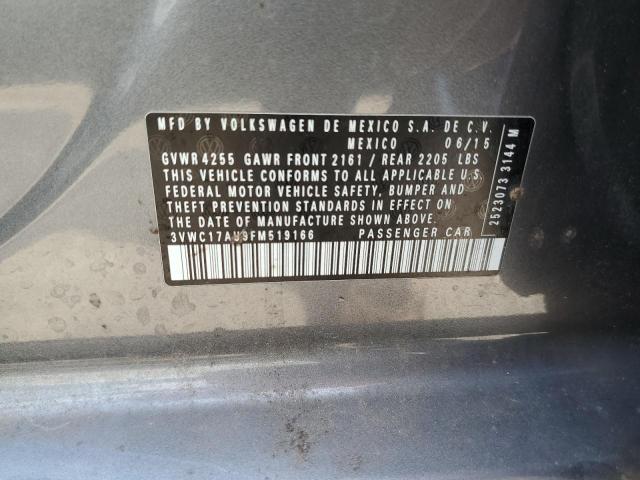 MFD BY VOLKSWAGEN DE MEXICO S.A. DE C.V.
MEXICO 06/15
GVWR 4255 GAWR FRONT 2161 / REAR 2205 LBS
THIS VEHICLE CONFORMS TO ALL APPLICABLE U.S.
FEDERAL MOTOR VEHICLE SAFETY, BUMPER AND
THEFT PREVENTION STANDARDS IN EFFECT ON
THE DATE OF MANUFACTURE SHOWN ABOVE.
3VWC17AU9FM519166 PASSENGER CAR
2523073 3144 M